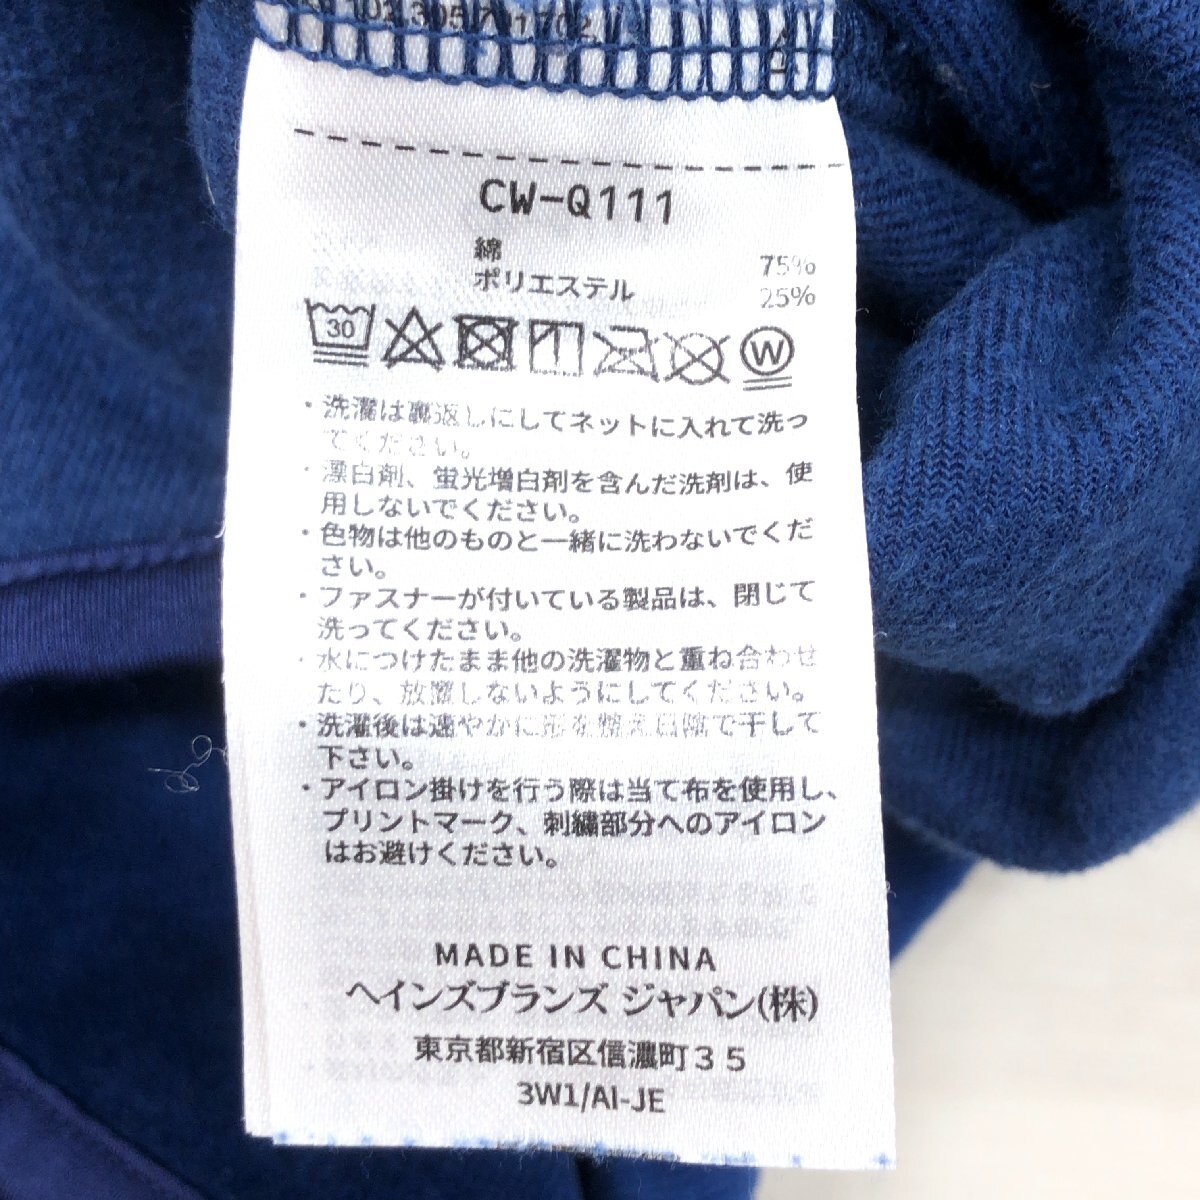 102 305 701 702
CW-Q111
綿 75%
ポリエステル 25%
30
W
・洗濯は裏返しにしてネットに入れて洗っ
てください。
・漂白剤、蛍光増白剤を含んだ洗剤は、使
用しないでください。
・色物は他のものと一緒に洗わないでくだ
さい。
・ファスナーが付いている製品は、閉じて
洗ってください。
・水につけたまま他の洗濯物と重ね合わせ
たり、放置しないようにしてください。
・洗濯後は速やかに形を整え日陰で干して
下さい。
・アイロン掛けを行う際は当て布を使用し、
プリントマーク、刺繍部分へのアイロン
はお避けください。
MADE IN CHINA
ヘインズブランズ ジャパン(株)
東京都新宿区信濃町３５
3W1/AI-JE